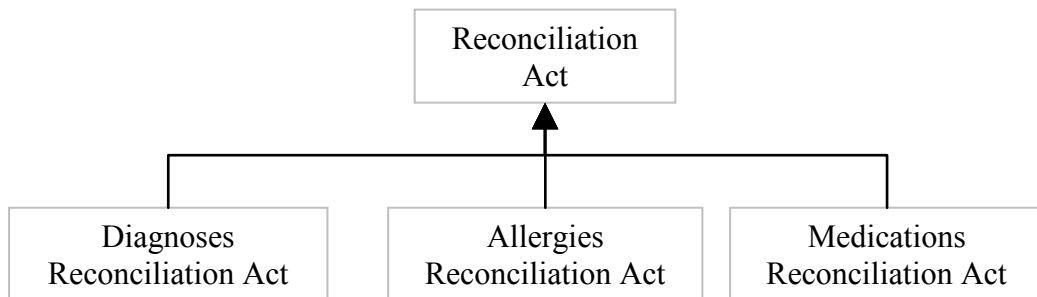 Reconciliation
Act
Diagnoses
Reconciliation Act
Allergies
Reconciliation Act
Medications
Reconciliation Act